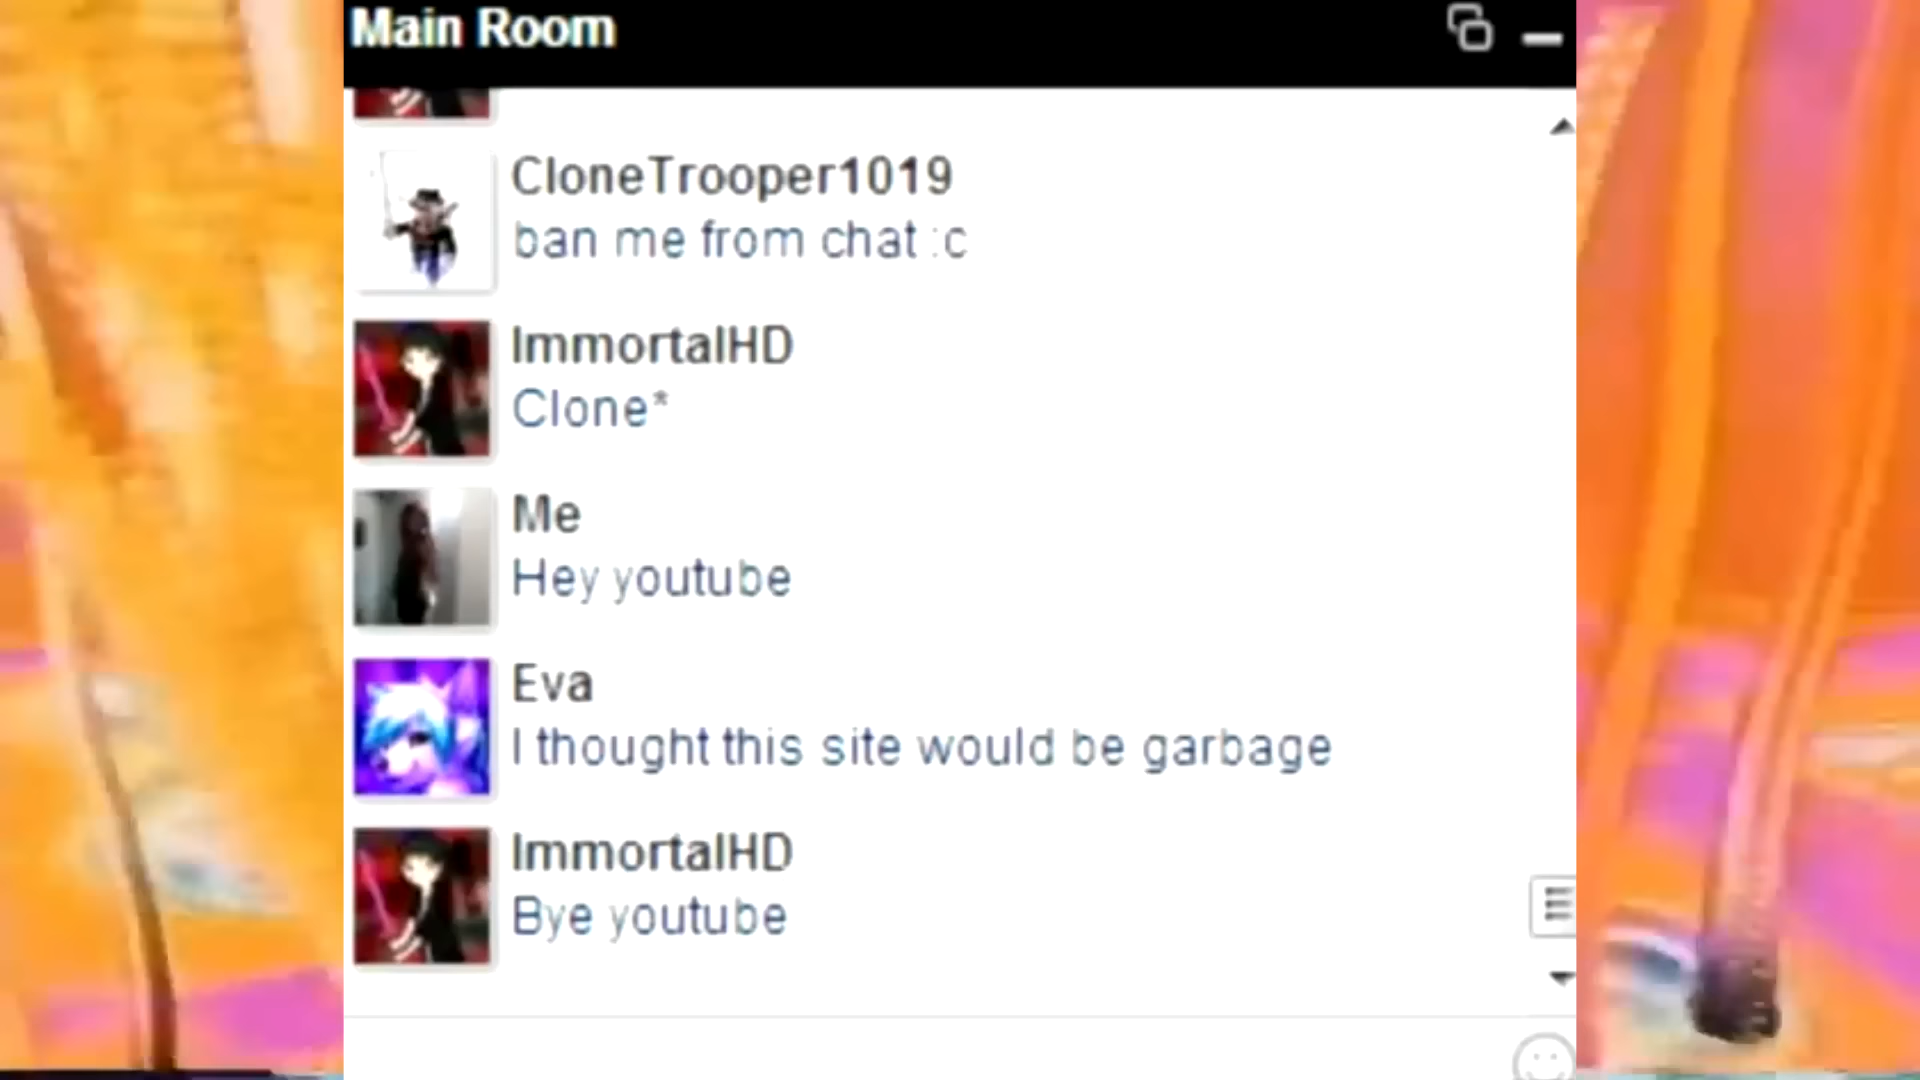 Main Room
CloneTrooper1019
ban me from chat :c
ImmortalHD
Clone*
Me
Hey youtube
Eva
I thought this site would be garbage
ImmortalHD
Bye youtube